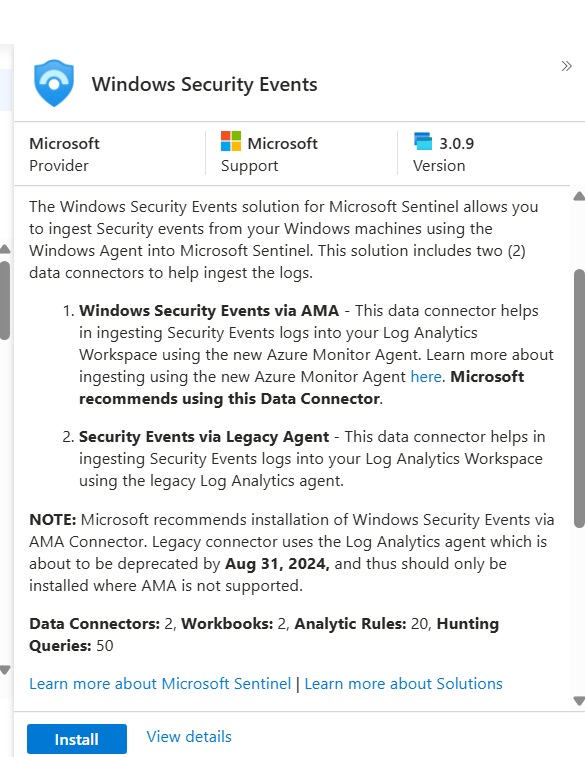 Windows Security Events
Microsoft
Provider
Microsoft
Support
3.0.9
Version
The Windows Security Events solution for Microsoft Sentinel allows you
to ingest Security events from your Windows machines using the
Windows Agent into Microsoft Sentinel. This solution includes two (2)
data connectors to help ingest the logs.
1. Windows Security Events via AMA - This data connector helps
in ingesting Security Events logs into your Log Analytics
Workspace using the new Azure Monitor Agent. Learn more about
ingesting using the new Azure Monitor Agent here. Microsoft
recommends using this Data Connector.
2. Security Events via Legacy Agent - This data connector helps in
ingesting Security Events logs into your Log Analytics Workspace
using the legacy Log Analytics agent.
NOTE: Microsoft recommends installation of Windows Security Events via
AMA Connector. Legacy connector uses the Log Analytics agent which is
about to be deprecated by Aug 31, 2024, and thus should only be
installed where AMA is not supported.
Data Connectors: 2, Workbooks: 2, Analytic Rules: 20, Hunting
Queries: 50
Learn more about Microsoft Sentinel | Learn more about Solutions
Install
View details